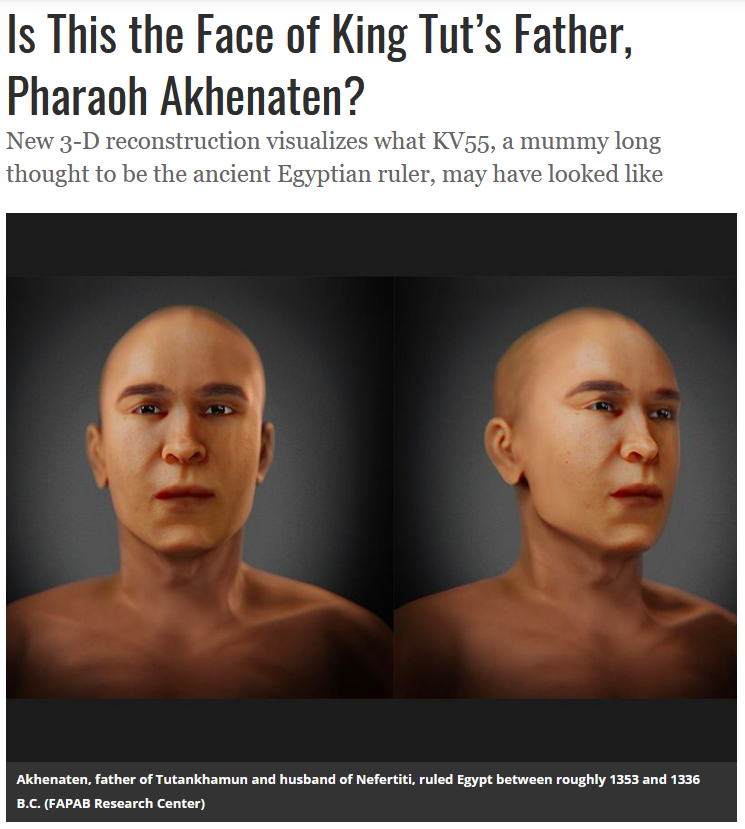 Is This the Face of King Tut’s Father,
Pharaoh Akhenaten?
New 3-D reconstruction visualizes what KV55, a mummy long
thought to be the ancient Egyptian ruler, may have looked like
Akhenaten, father of Tutankhamun and husband of Nefertiti, ruled Egypt between roughly 1353 and 1336
B.C. (FAPAB Research Center)